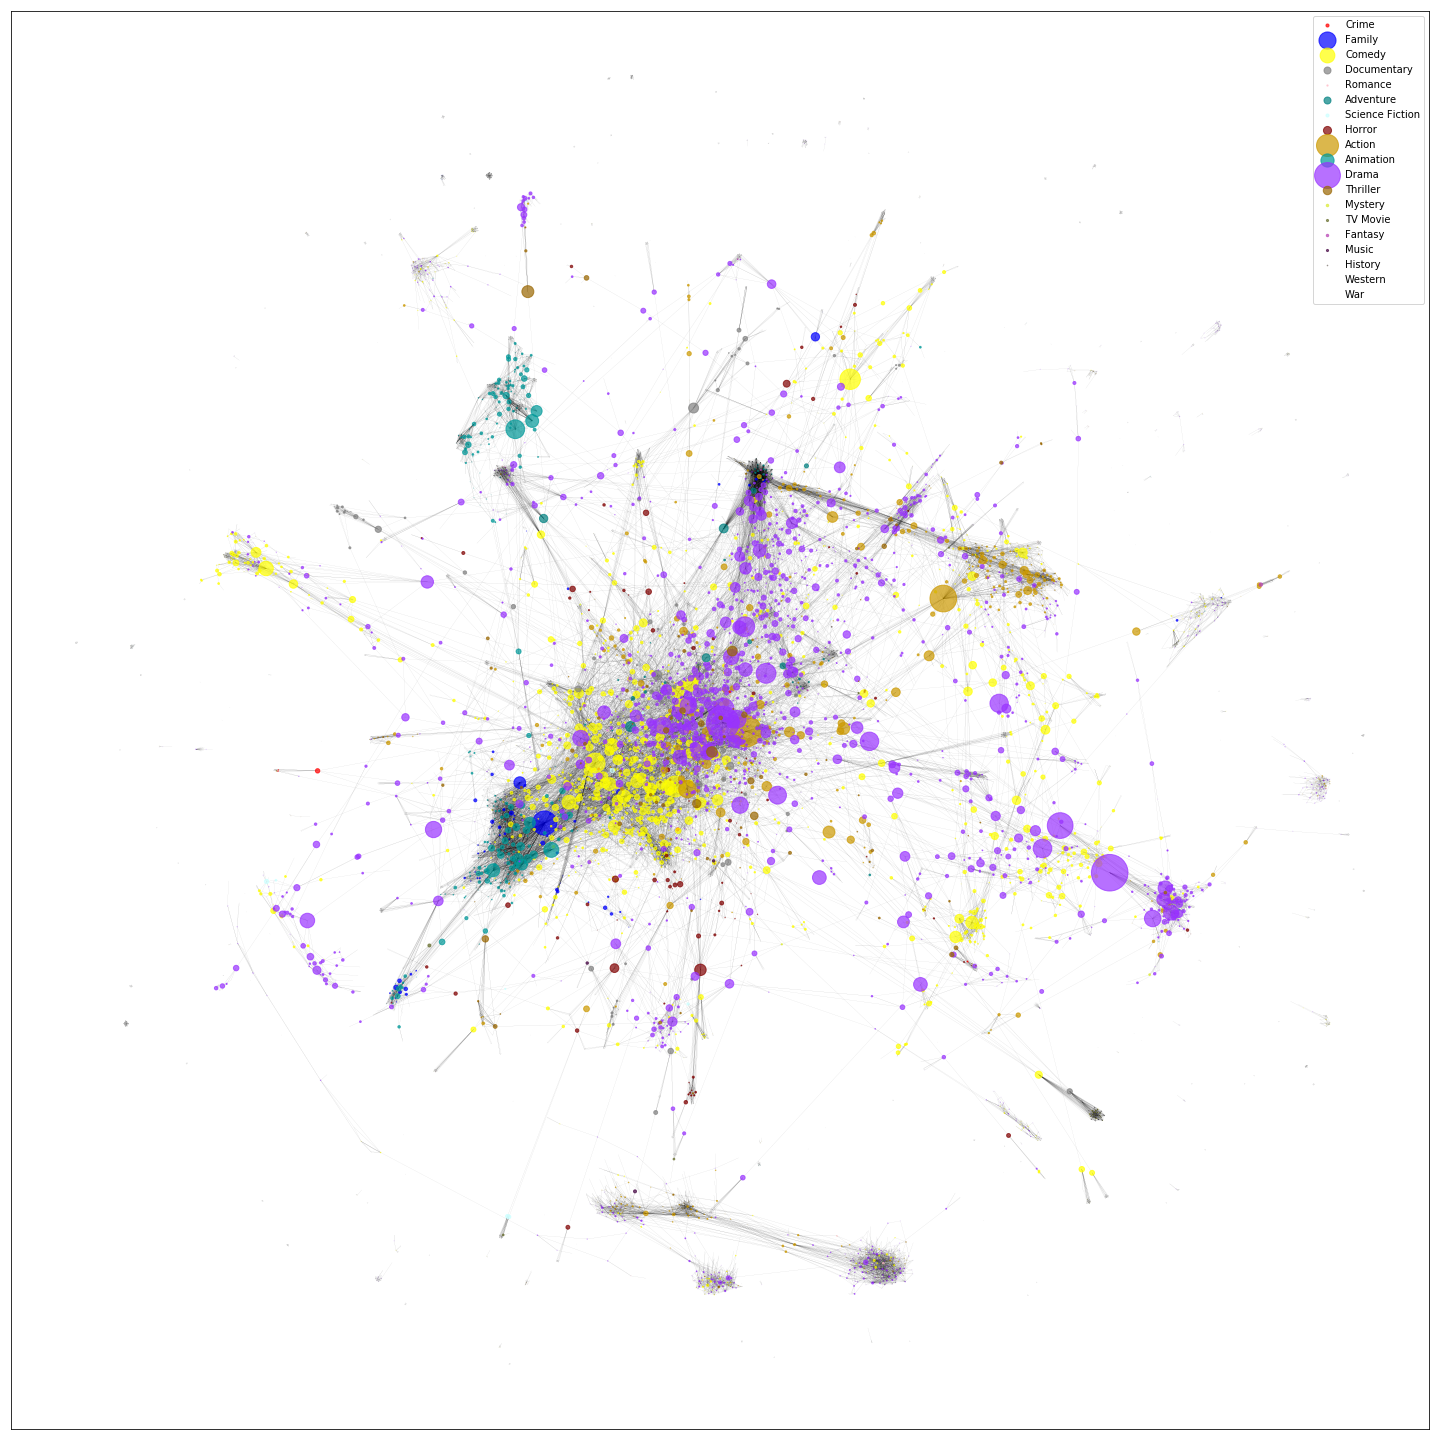 Crime
Family
Comedy
Documentary
Romance
Adventure
Science Fiction
Horror
Action
Animation
Drama
Thriller
Mystery
TV Movie
Fantasy
Music
History
Western
War